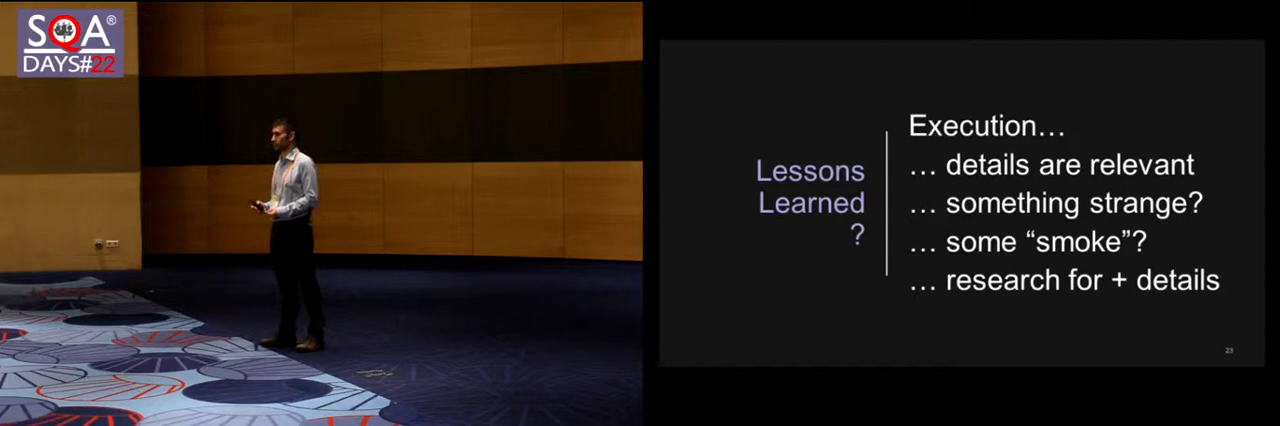 SQA®
DAYS#22
Lessons
Learned
?
Execution…
… details are relevant
… something strange?
… some “smoke”?
… research for + details
23